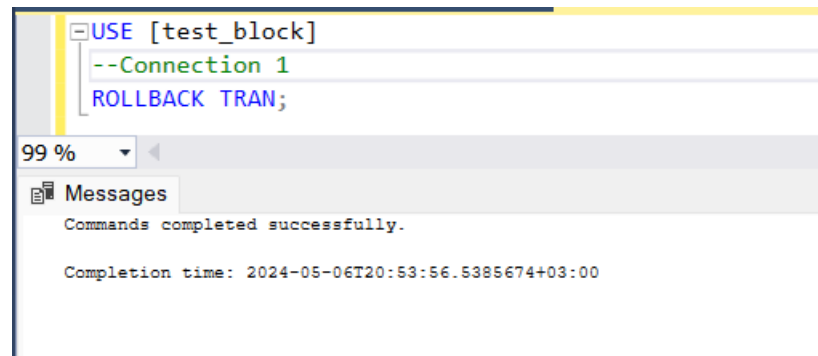 USE [test_block]
--Connection 1
ROLLBACK TRAN;
99 %
Messages
Commands completed successfully.
Completion time: 2024-05-06T20:53:56.5385674+03:00